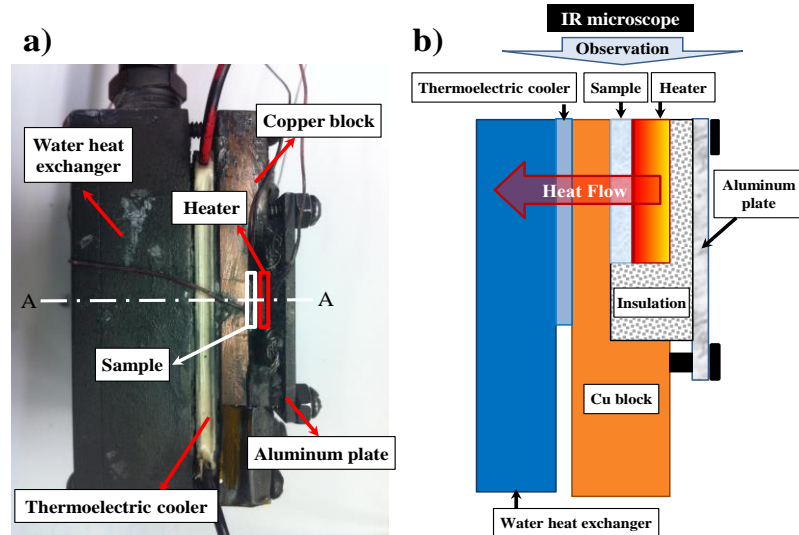 a)
Water heat
exchanger
Copper block
Heater
A
A
Sample
Aluminum plate
Thermoelectric cooler
b)
IR microscope
Observation
Thermoelectric cooler
Sample
Heater
Heat Flow
Aluminum
plate
Insulation
Cu block
Water heat exchanger